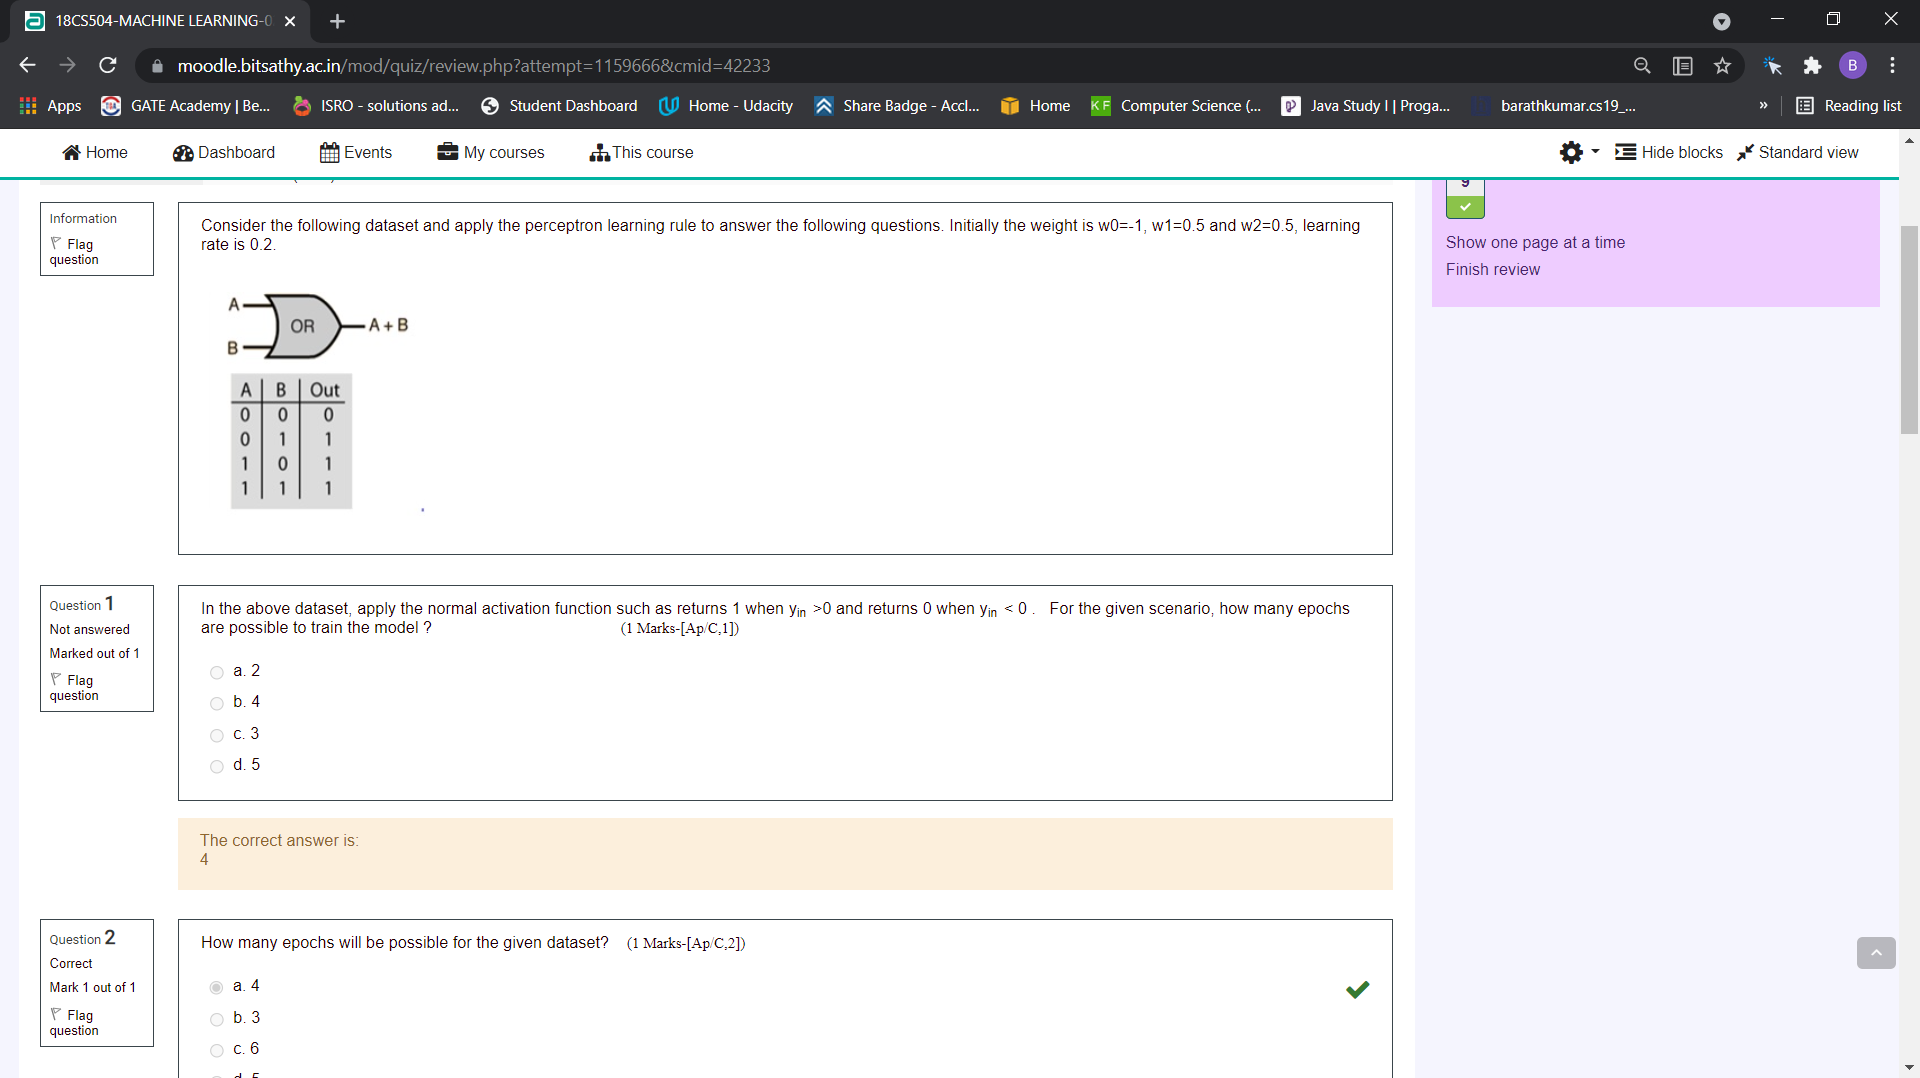 18CS504-MACHINE LEARNING-0
moodle.bitsathy.ac.in/mod/quiz/review.php?attempt=1159666&cmid=42233
B
Apps
GATE Academy | Be...
ISRO - solutions ad...
Student Dashboard
Home - Udacity
Share Badge - Accl...
Home
KF
Computer Science (...
Java Study I | Proga...
barathkumar.cs19_...
»
Reading list
Home
Dashboard
Events
My courses
This course
Hide blocks
Standard view
9
Show one page at a time
Finish review
Information
Flag
question
Consider the following dataset and apply the perceptron learning rule to answer the following questions. Initially the weight is w0=-1, w1=0.5 and w2=0.5, learning
rate is 0.2.
A
OR
A + B
B
A B Out
0 0 0
0 1 1
1 0 1
1 1 1
Question 1
Not answered
Marked out of 1
Flag
question
In the above dataset, apply the normal activation function such as returns 1 when yin >0 and returns 0 when yin < 0 . For the given scenario, how many epochs
are possible to train the model ? (1 Marks-[Ap/C,1])
a. 2
b. 4
c. 3
d. 5
The correct answer is:
4
Question 2
Correct
Mark 1 out of 1
Flag
question
How many epochs will be possible for the given dataset? (1 Marks-[Ap/C,2])
a. 4
b. 3
c. 6
d. 5